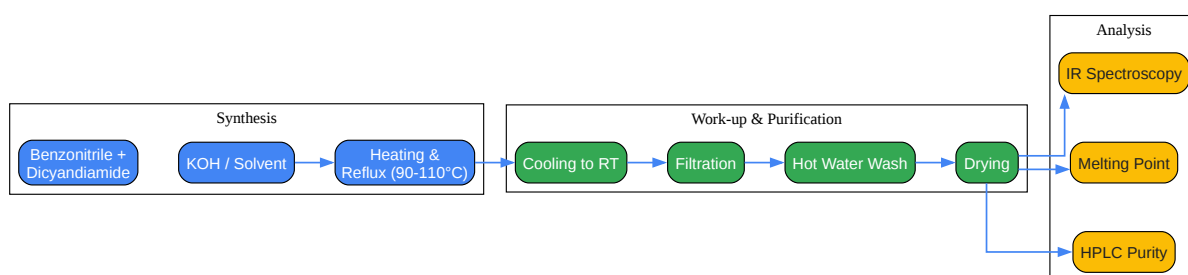 Synthesis
Benzonitrile +
Dicyandiamide
KOH / Solvent
Heating &
Reflux (90-110°C)
Work-up & Purification
Cooling to RT
Filtration
Hot Water Wash
Drying
Analysis
IR Spectroscopy
Melting Point
HPLC Purity